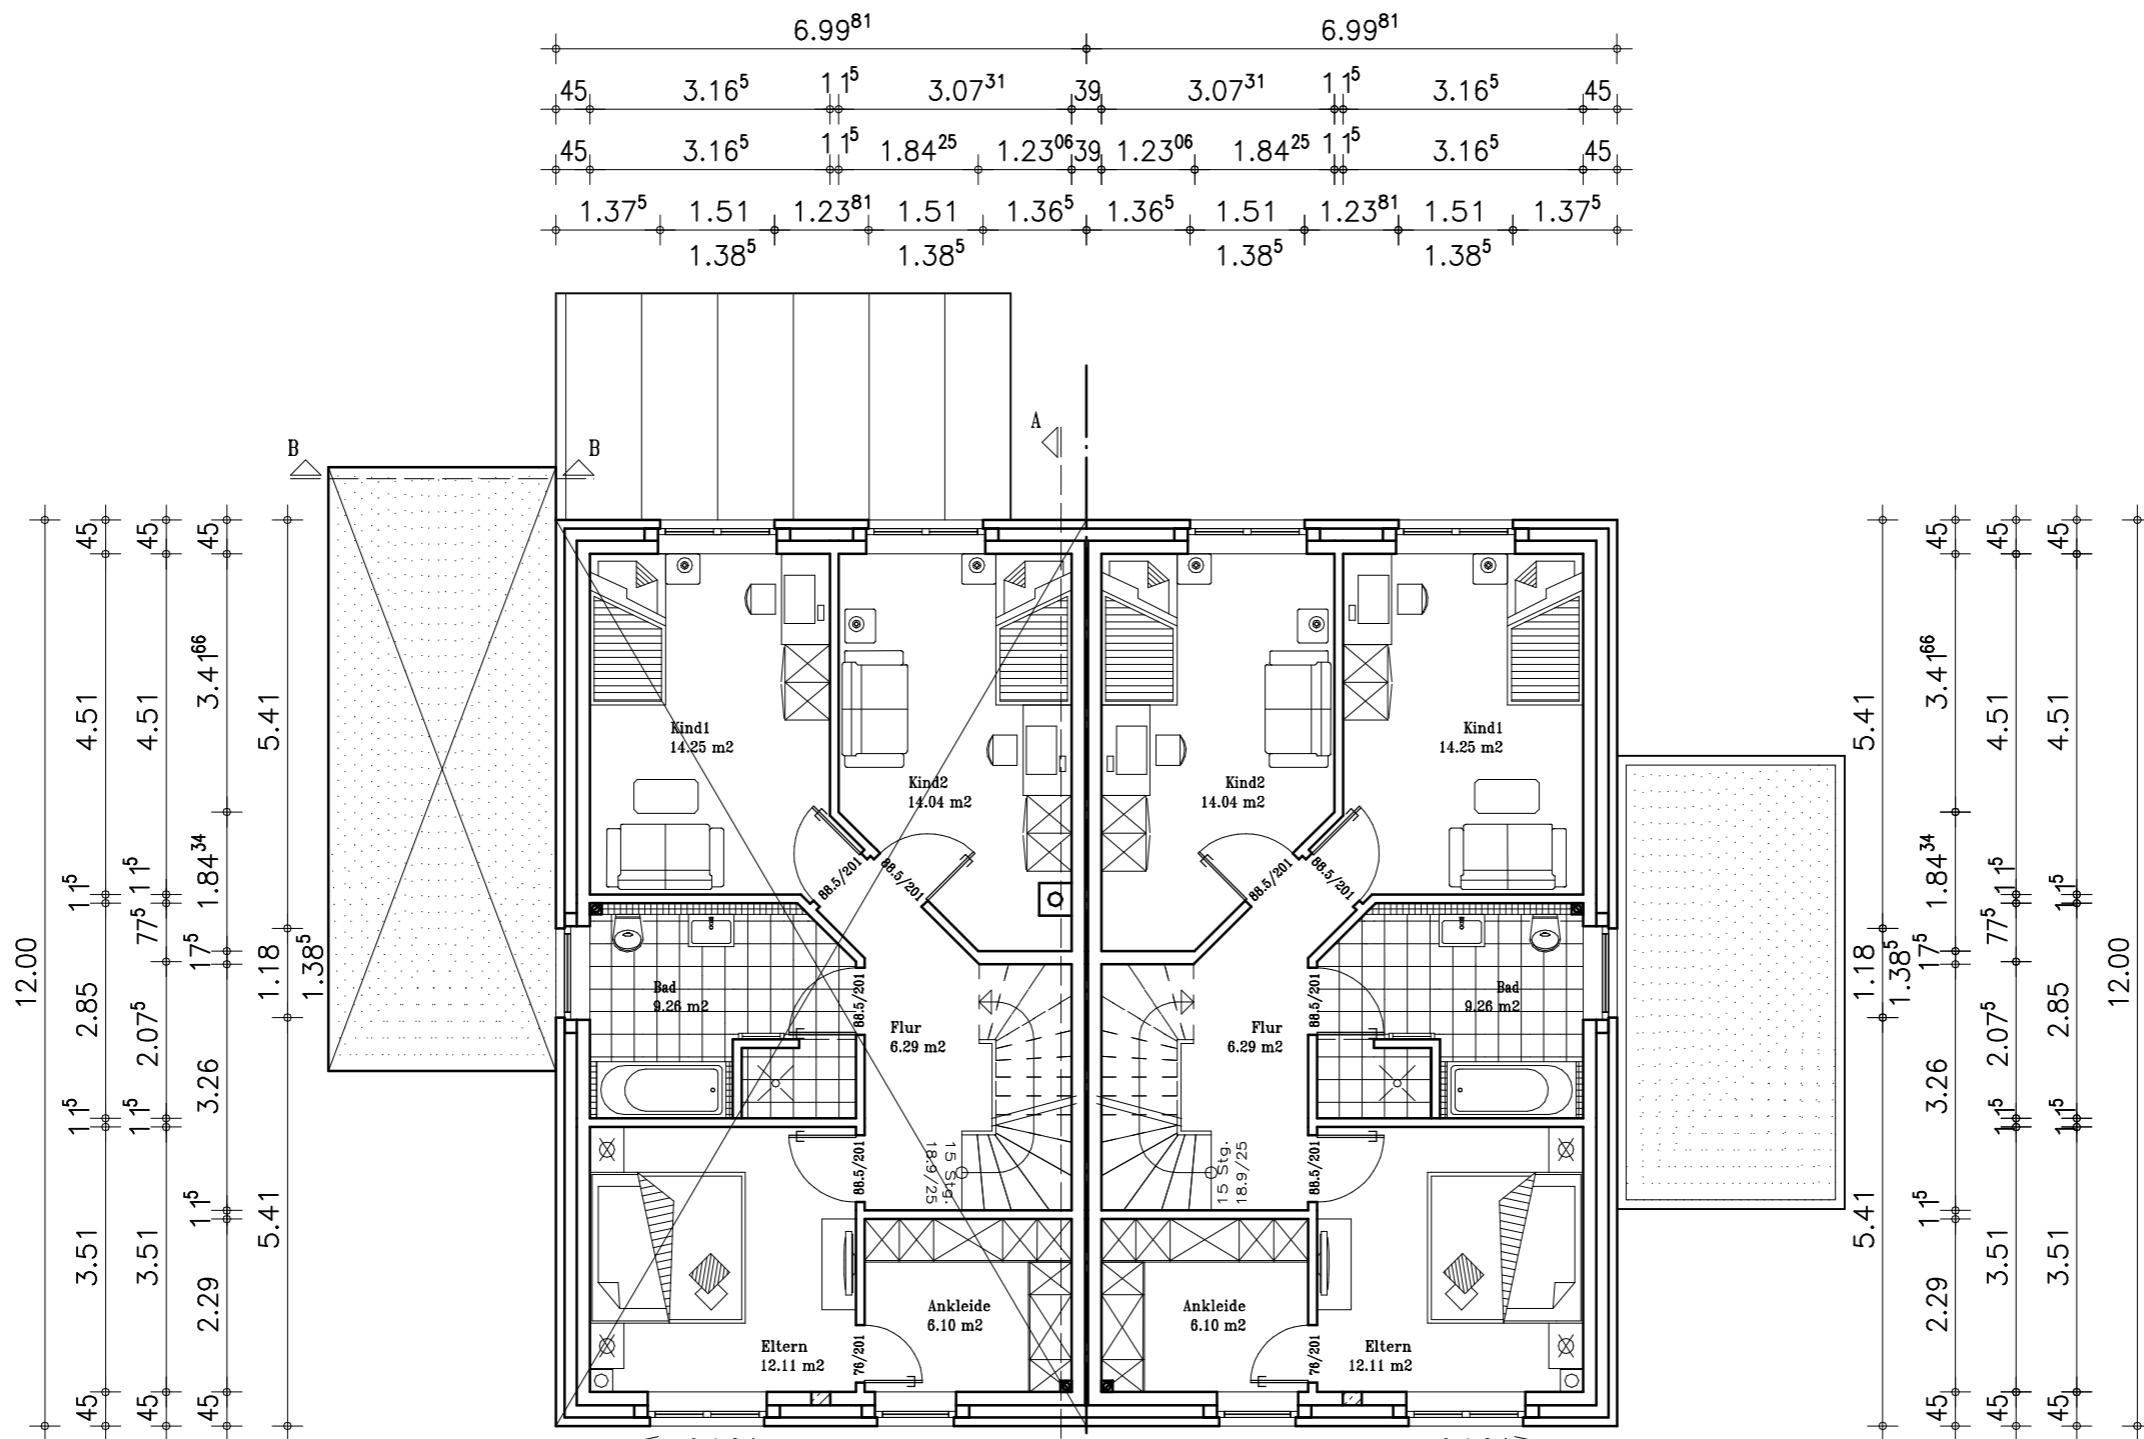 6.99⁸¹ 6.99⁸¹
45 3.16⁵ 11⁵ 3.07³¹ 39 3.07³¹ 11⁵ 3.16⁵ 45
45 3.16⁵ 11⁵ 1.84²⁵ 1.23⁰⁶ 39 1.23⁰⁶ 1.84²⁵ 11⁵ 3.16⁵ 45
1.37⁵ 1.51 1.23⁸¹ 1.51 1.36⁵ 1.36⁵ 1.51 1.23⁸¹ 1.51 1.37⁵
1.38⁵ 1.38⁵ 1.38⁵ 1.38⁵
A
B B
12.00
45 4.51 11⁵ 2.85 11⁵ 3.51 45
45 4.51 11⁵ 77⁵ 2.07⁵ 11⁵ 3.51 45
45 3.41⁶⁶ 1.84³⁴ 17⁵ 3.26 11⁵ 2.29 45
5.41 1.18 5.41
1.38⁵
Kind1
14.25 m2
Kind2
14.04 m2
Kind2
14.04 m2
Kind1
14.25 m2
88.5/201
88.5/201
88.5/201
88.5/201
Bad
9.26 m2
88.5/201
Flur
6.29 m2
Flur
6.29 m2
88.5/201
Bad
9.26 m2
88.5/201
15 Stg.
18.9/25
15 Stg.
18.9/25
88.5/201
Ankleide
6.10 m2
Ankleide
6.10 m2
Eltern
12.11 m2
76/201
76/201
Eltern
12.11 m2
5.41 1.18 5.41
1.38⁵
45 3.41⁶⁶ 1.84³⁴ 17⁵ 3.26 11⁵ 2.29 45
45 4.51 11⁵ 77⁵ 2.07⁵ 11⁵ 3.51 45
45 4.51 11⁵ 2.85 11⁵ 3.51 45
12.00